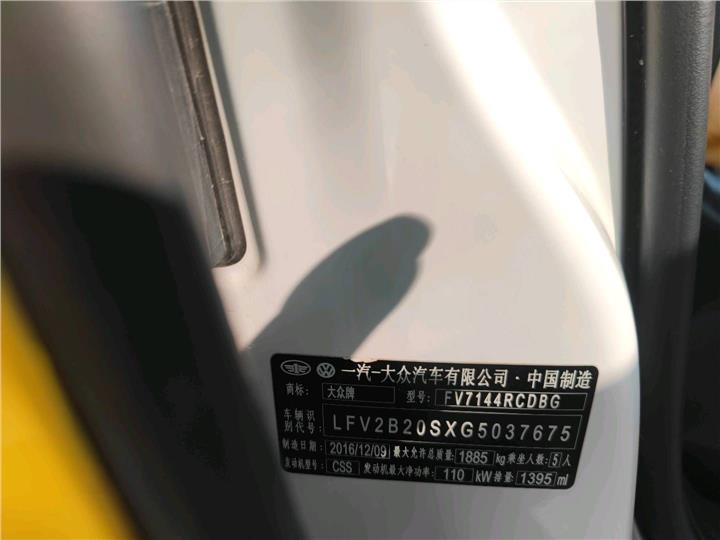 一汽-大众汽车有限公司·中国制造
商标: 大众牌 型号: FV7144RCDBG
车辆识别代号: LFV2B20SXG5037675
制造日期: 2016/12/09 最大允许总质量: 1885 kg 乘坐人数: 5 人
发动机型号: CSS 发动机最大净功率: 110 kW 排量: 1395 ml